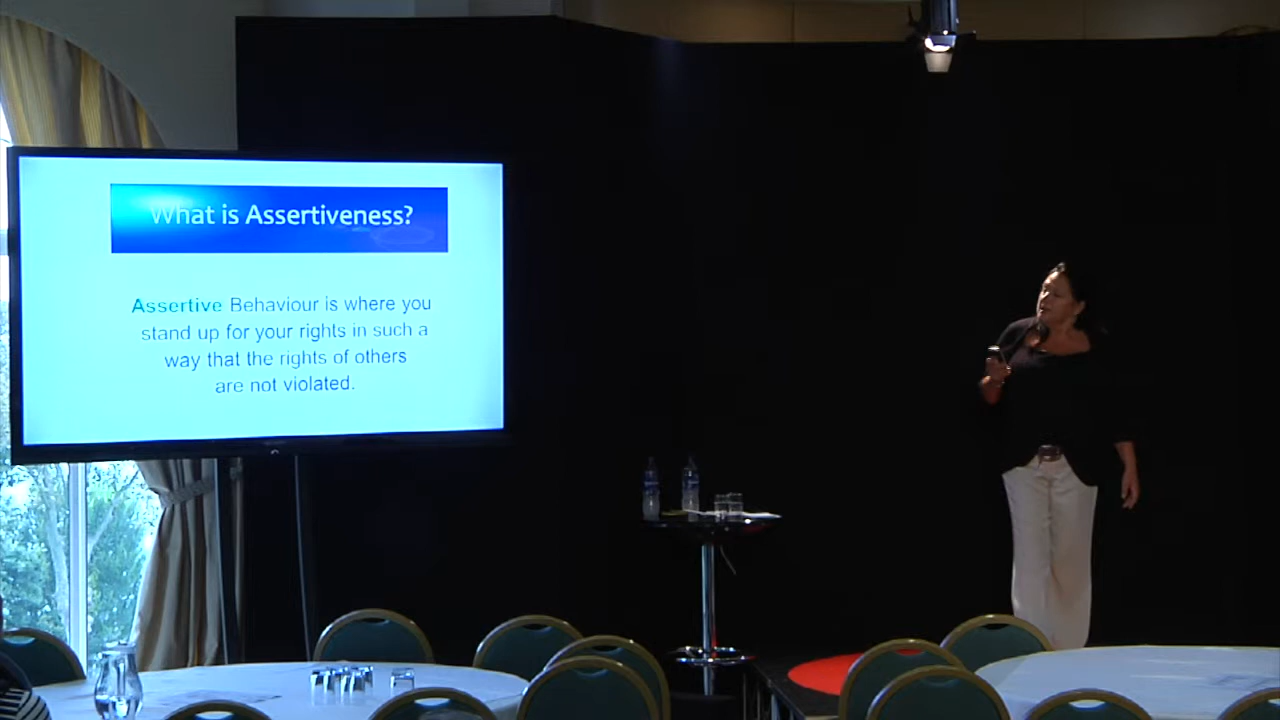 What is Assertiveness?
Assertive Behaviour is where you
stand up for your rights in such a
way that the rights of others
are not violated.